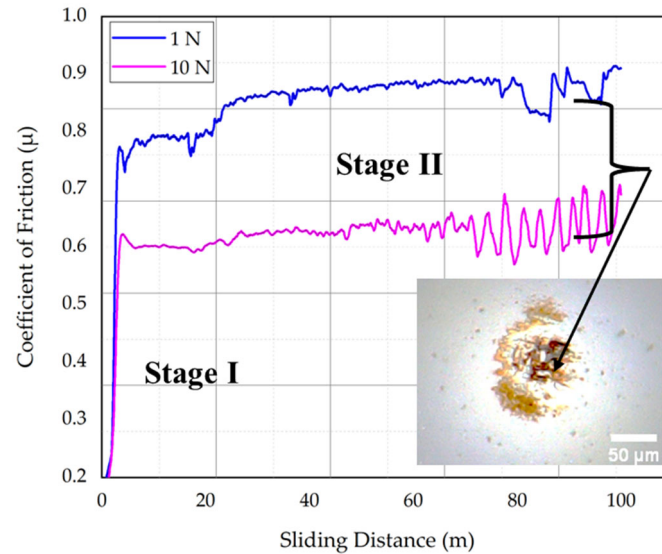 1.0
0.9
0.8
0.7
0.6
0.5
0.4
0.3
0.2
Coefficient of Friction (μ)
1 N
10 N
Stage II
Stage I
50 μm
0
20
40
60
80
100
Sliding Distance (m)